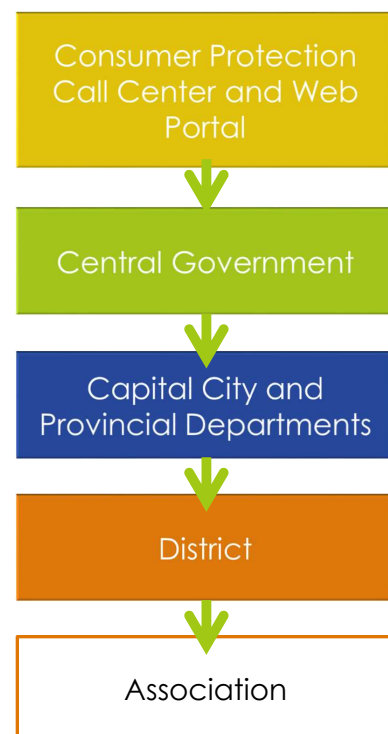 Consumer Protection
Call Center and Web
Portal
Central Government
Capital City and
Provincial Departments
District
Association